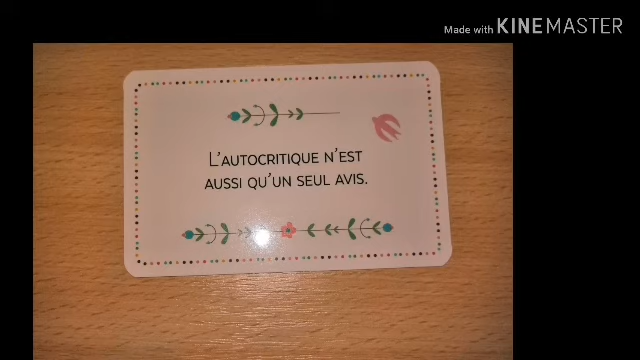 Made with KINEMASTER
L'AUTOCRITIQUE N'EST
AUSSI QU'UN SEUL AVIS.